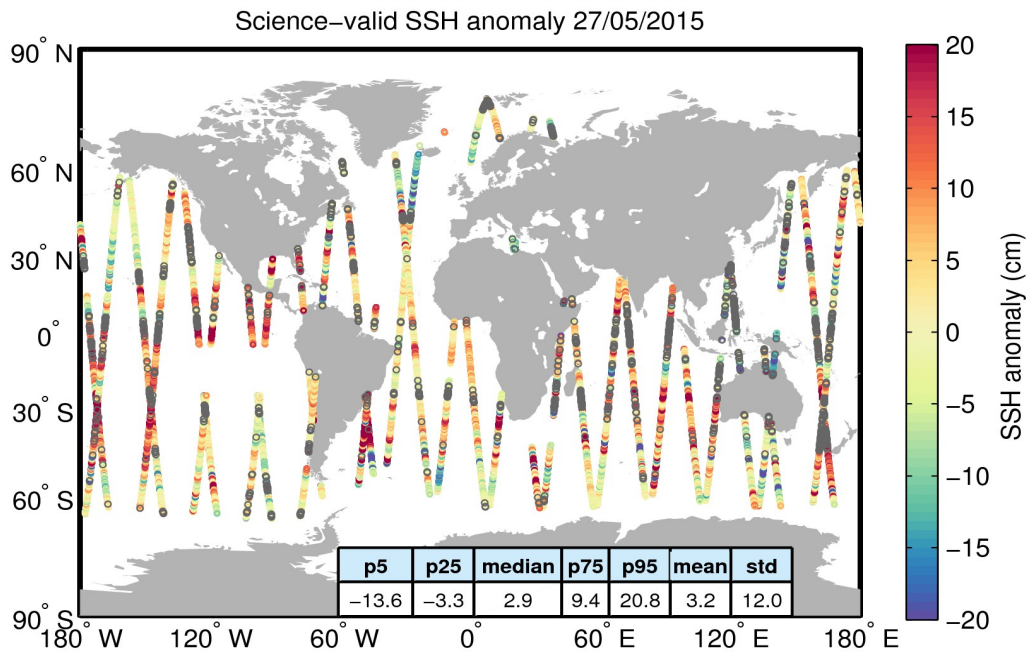 Science−valid SSH anomaly 27/05/2015
90° N
60° N
30° N
0°
30° S
60° S
90° S
180° W
120° W
60° W
0°
60° E
120° E
180° E
p5 p25 median p75 p95 mean std
−13.6 −3.3 2.9 9.4 20.8 3.2 12.0
20
15
10
5
0
−5
−10
−15
−20
SSH anomaly (cm)